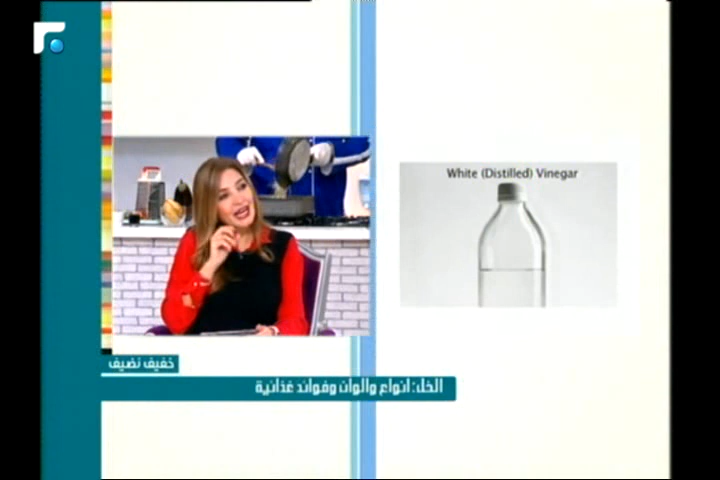 White (Distilled) Vinegar
خفيف نضيف
الخل: انواع والوان وفوائد غذائية